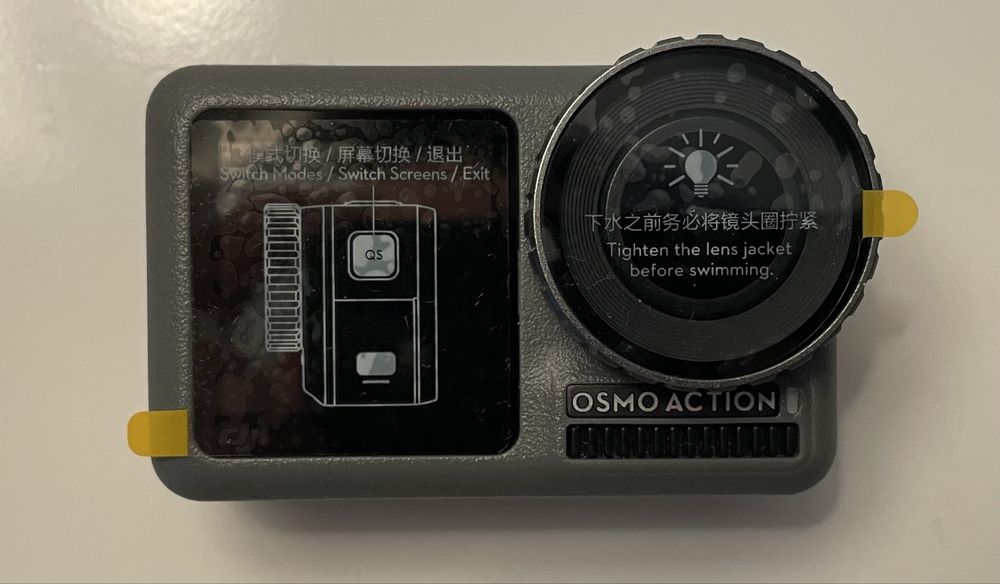 模式切换 / 屏幕切换 / 退出
Switch Modes / Switch Screens / Exit
QS
dji
下水之前务必将镜头圈拧紧
Tighten the lens jacket
before swimming.
OSMO ACTION